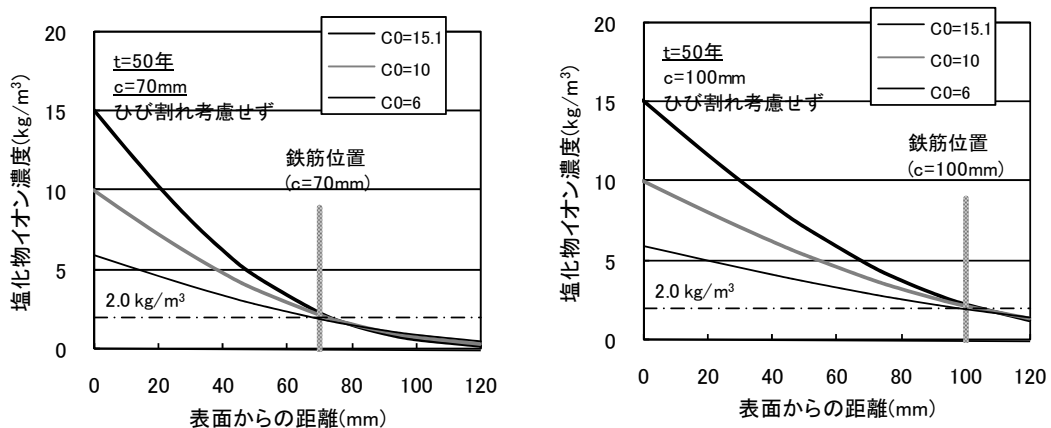 20
15
10
5
0
塩化物イオン濃度(kg/m³)
t=50年
c=70mm
ひび割れ考慮せず
C0=15.1
C0=10
C0=6
鉄筋位置
(c=70mm)
2.0 kg/m³
0 20 40 60 80 100 120
表面からの距離(mm)
20
15
10
5
0
塩化物イオン濃度(kg/m³)
t=50年
c=100mm
ひび割れ考慮せず
C0=15.1
C0=10
C0=6
鉄筋位置
(c=100mm)
2.0 kg/m³
0 20 40 60 80 100 120
表面からの距離(mm)